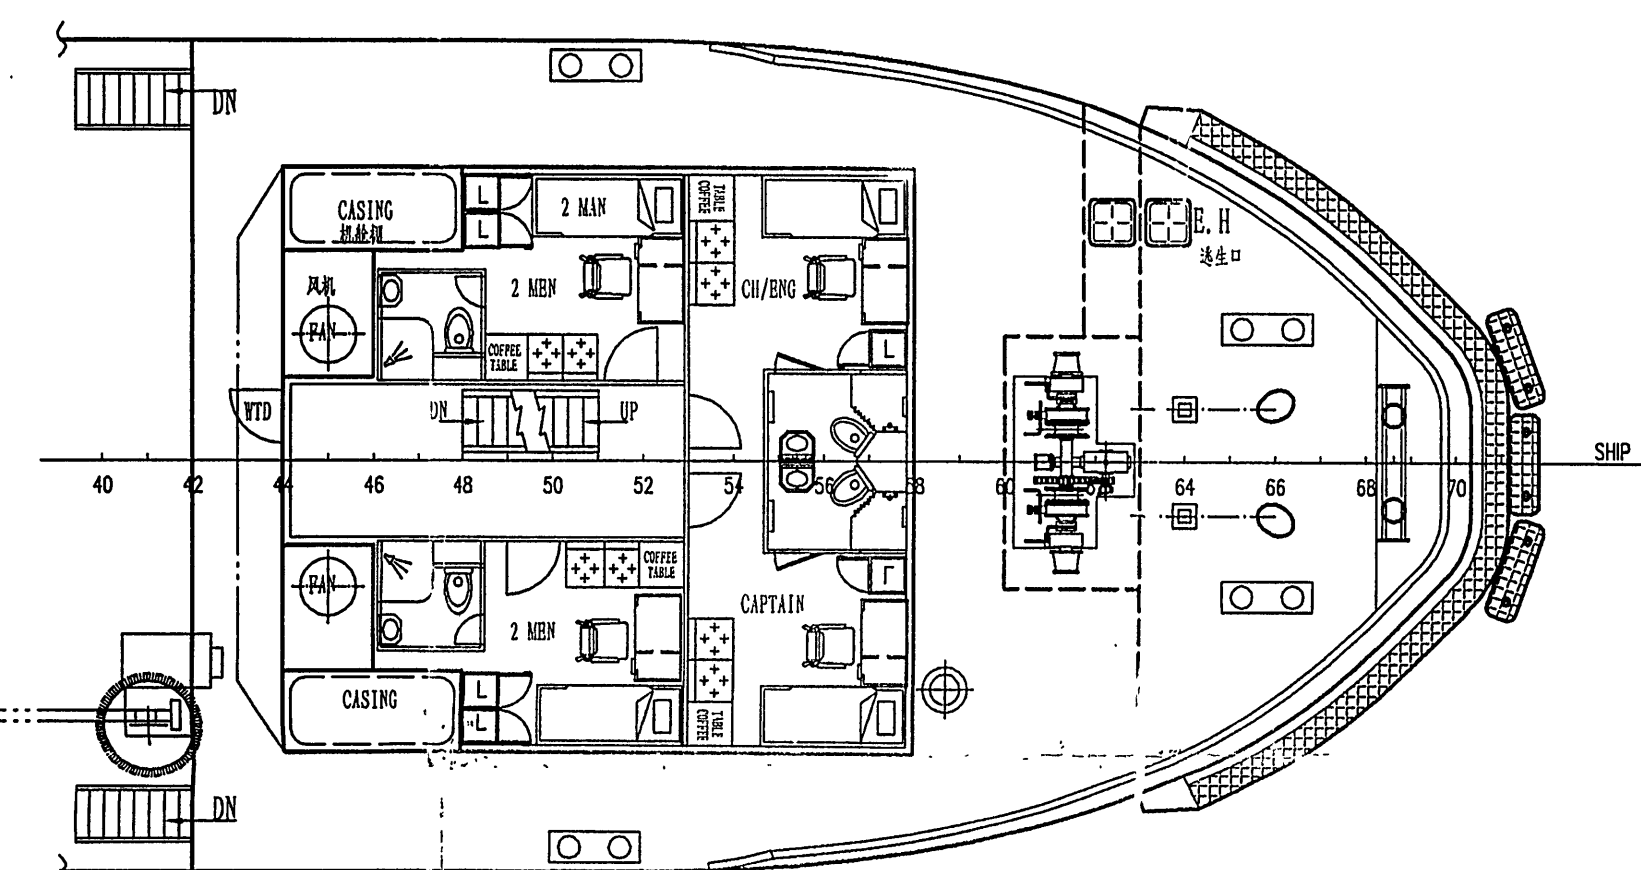 DN
CASING
机舱棚
L
L
2 MAN
TABLE
COFFEE
E.H
逃生口
风机
FAN
2 MEN
CH/ENG
COFFEE
TABLE
L
WTD
DN
UP
SHIP
40
42
44
46
48
50
52
54
56
58
60
64
66
68
70
FAN
COFFEE
TABLE
L
2 MEN
CAPTAIN
CASING
L
L
TABLE
COFFEE
DN